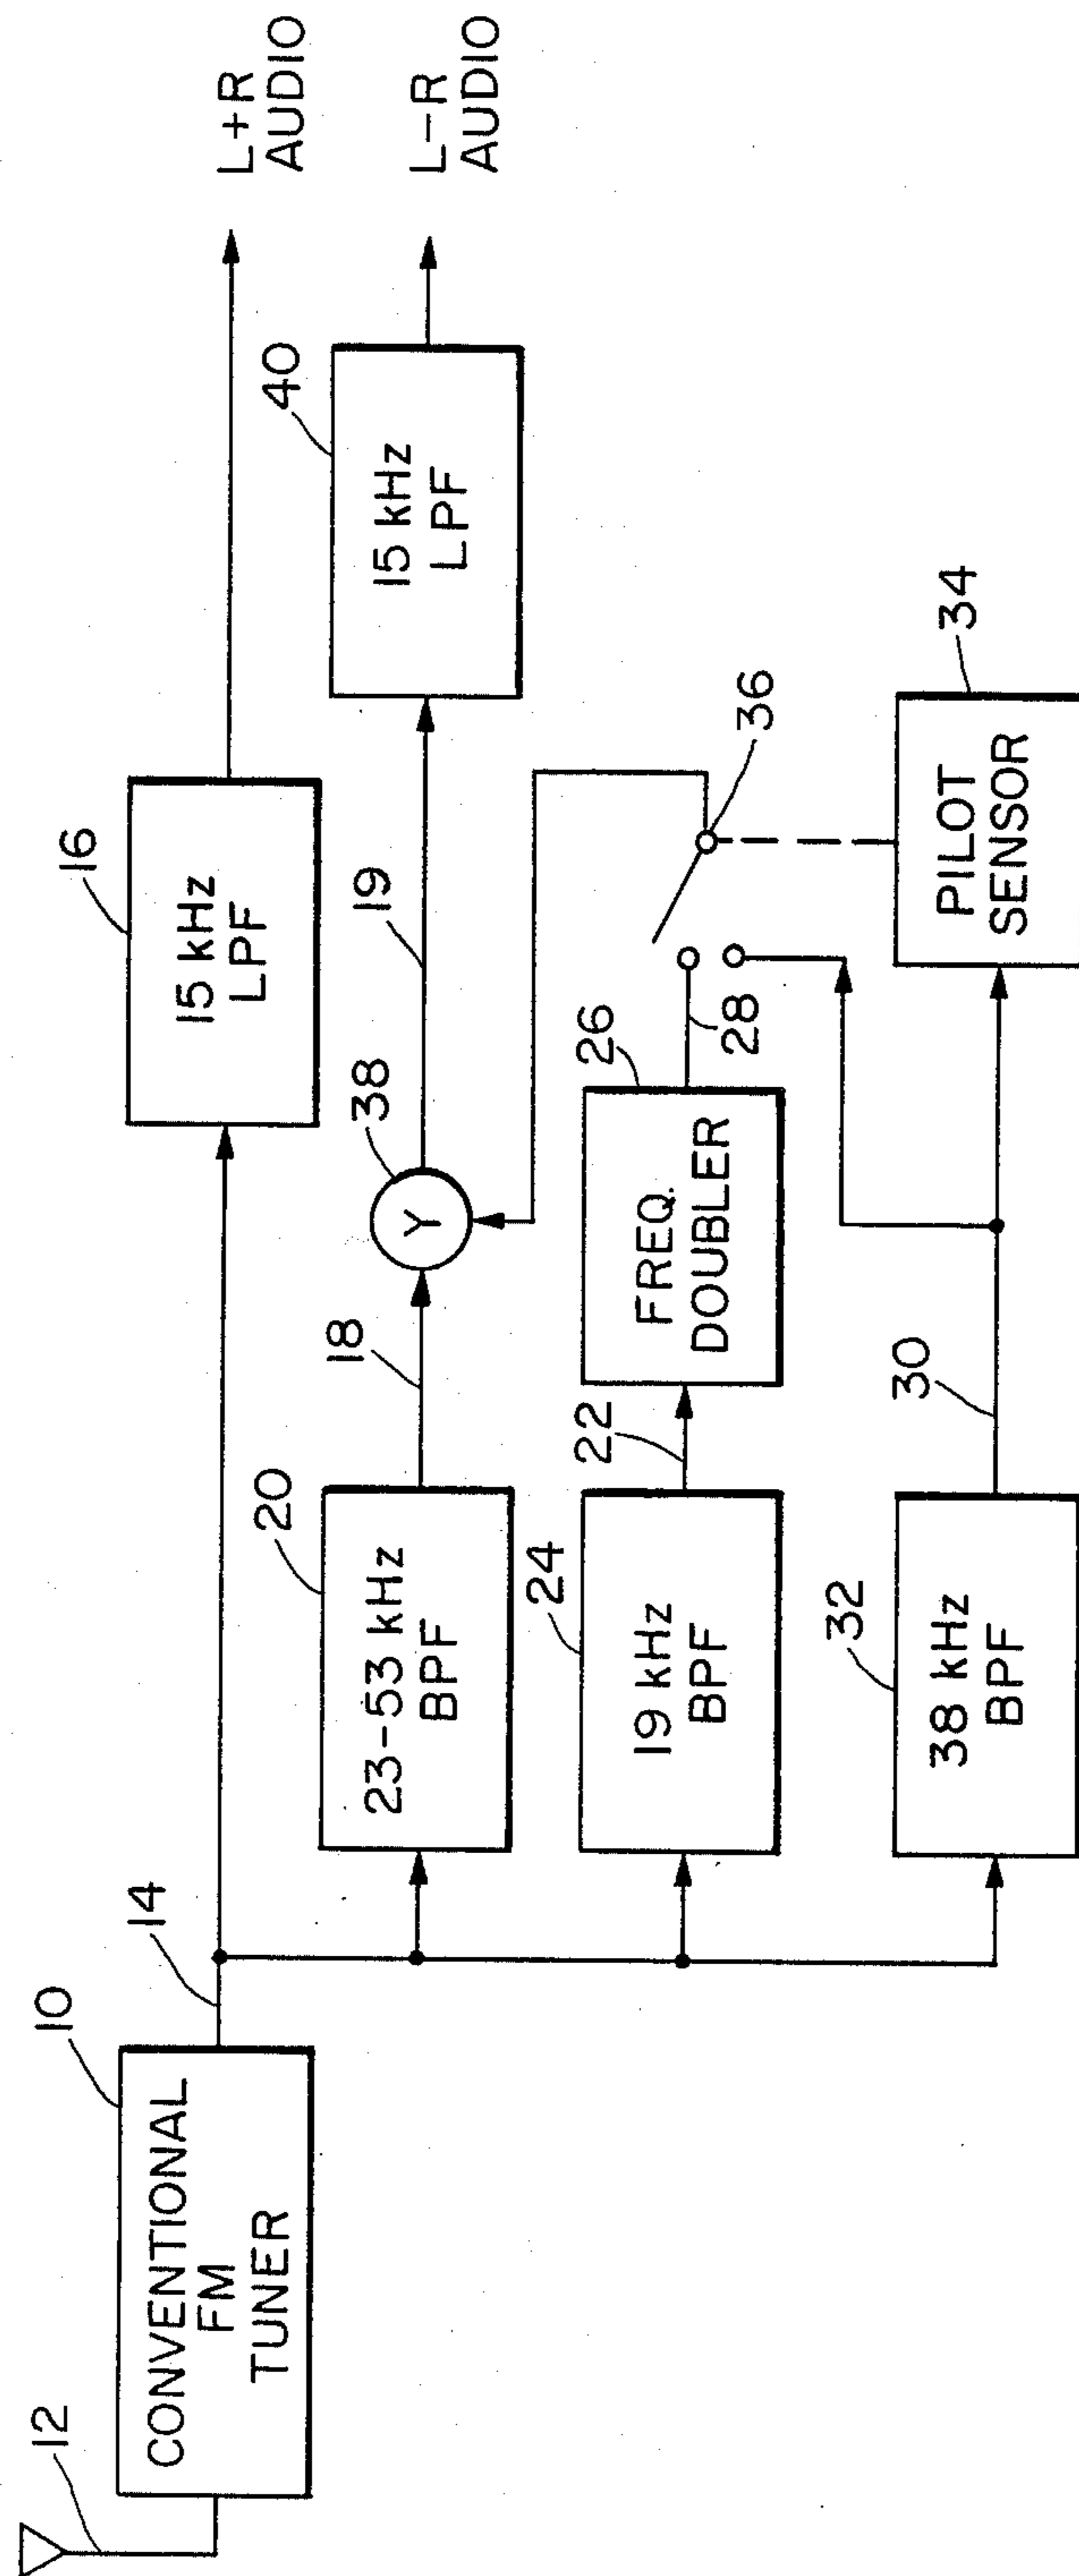 12
10
CONVENTIONAL
FM
TUNER
14
16
15 kHz
LPF
L+R
AUDIO
20
23-53 kHz
BPF
18
38
Y
19
40
15 kHz
LPF
L-R
AUDIO
24
19 kHz
BPF
22
26
FREQ.
DOUBLER
28
36
32
38 kHz
BPF
30
34
PILOT
SENSOR